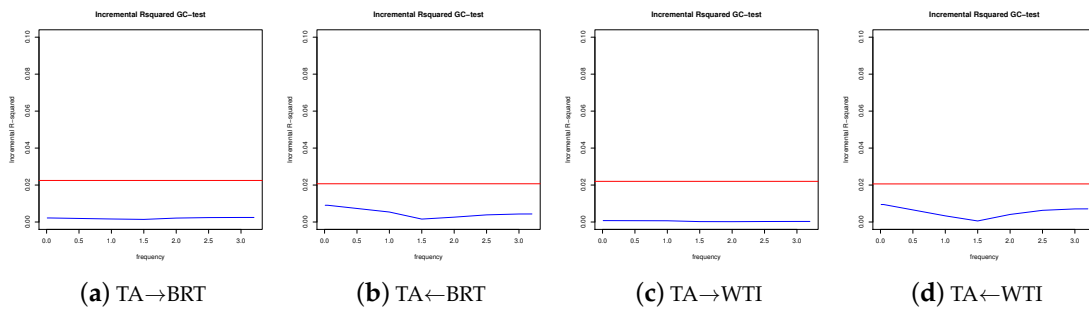 Incremental Rsquared GC−test
Incremental R−squared
0.10
0.08
0.06
0.04
0.02
0.00
0.0 0.5 1.0 1.5 2.0 2.5 3.0
frequency
(a) TA→BRT
Incremental Rsquared GC−test
Incremental R−squared
0.10
0.08
0.06
0.04
0.02
0.00
0.0 0.5 1.0 1.5 2.0 2.5 3.0
frequency
(b) TA←BRT
Incremental Rsquared GC−test
Incremental R−squared
0.10
0.08
0.06
0.04
0.02
0.00
0.0 0.5 1.0 1.5 2.0 2.5 3.0
frequency
(c) TA→WTI
Incremental Rsquared GC−test
Incremental R−squared
0.10
0.08
0.06
0.04
0.02
0.00
0.0 0.5 1.0 1.5 2.0 2.5 3.0
frequency
(d) TA←WTI